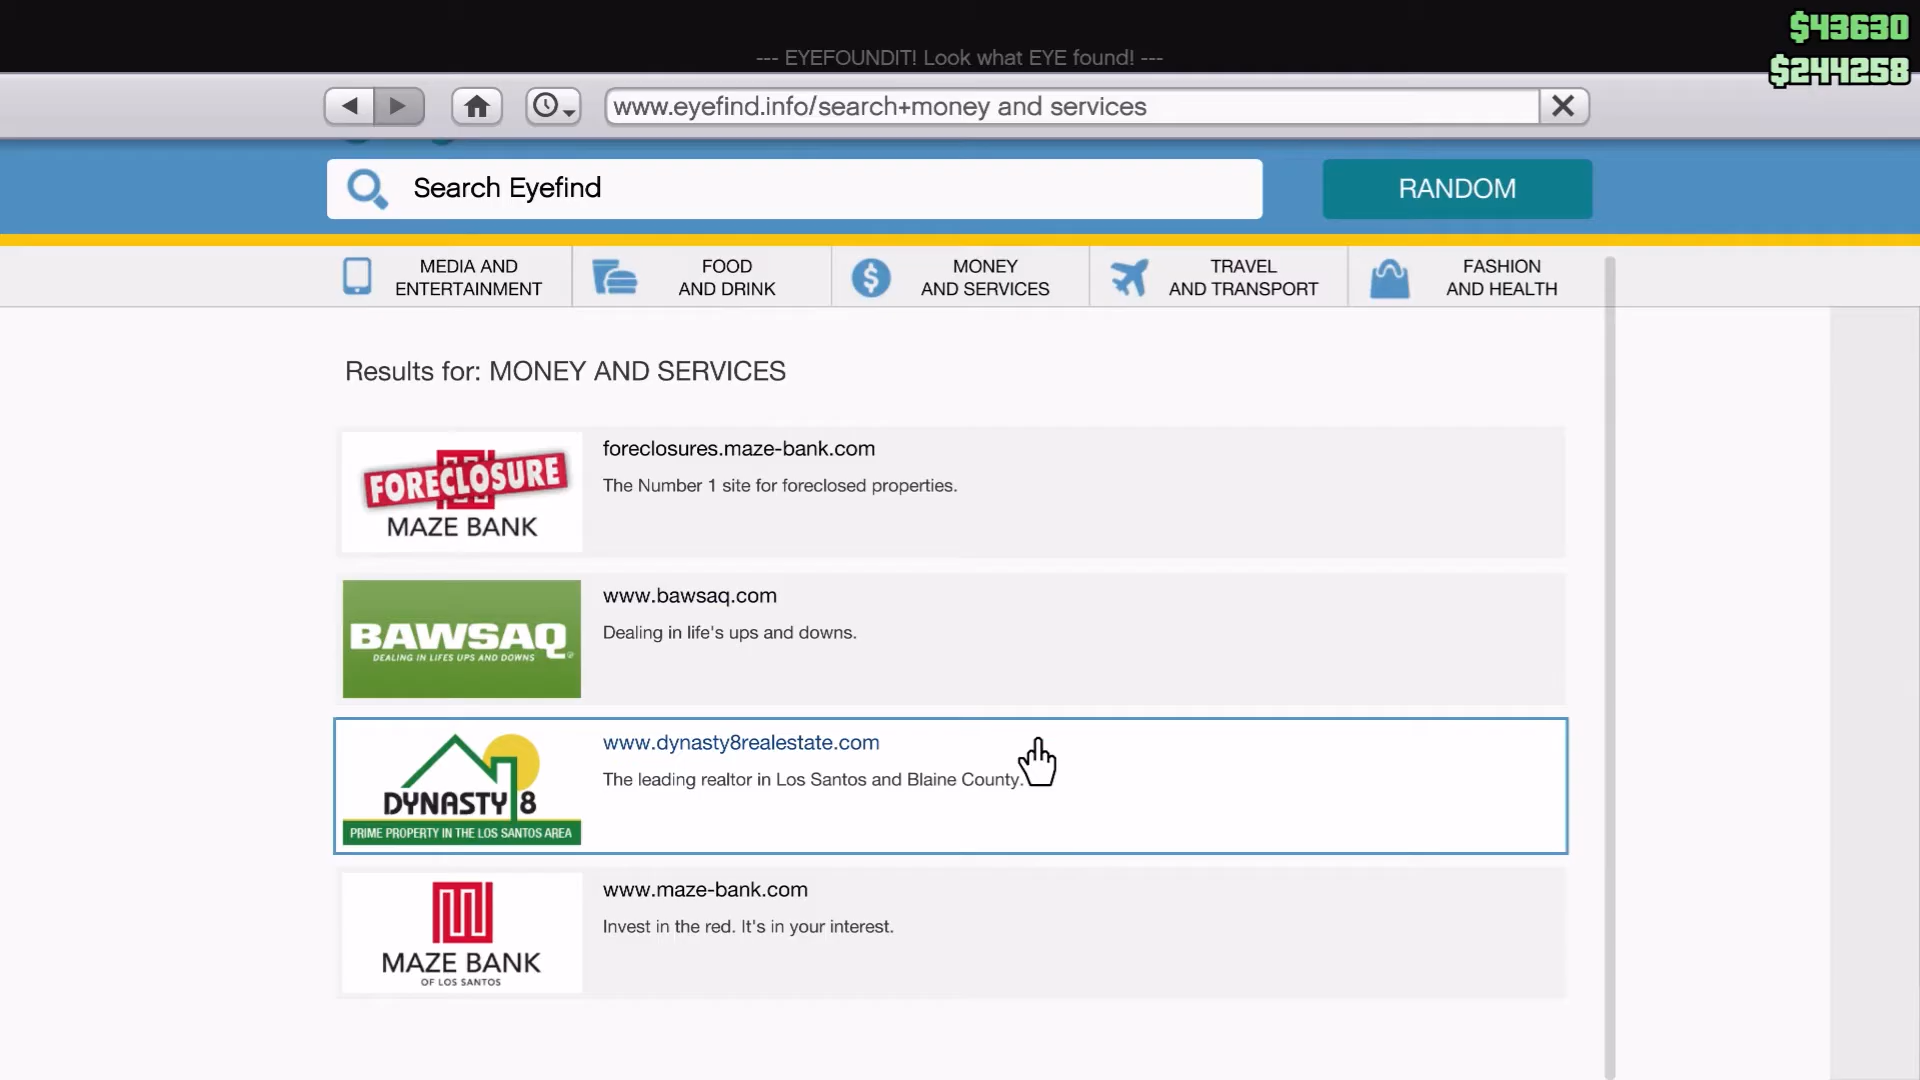 $43630
--- EYEFOUNDIT! Look what EYE found! ---
$244258
www.eyefind.info/search+money and services
Search Eyefind
RANDOM
MEDIA AND
ENTERTAINMENT
FOOD
AND DRINK
MONEY
AND SERVICES
TRAVEL
AND TRANSPORT
FASHION
AND HEALTH
Results for: MONEY AND SERVICES
FORECLOSURE
MAZE BANK
foreclosures.maze-bank.com
The Number 1 site for foreclosed properties.
BAWSAQ
DEALING IN LIFES UPS AND DOWNS
www.bawsaq.com
Dealing in life's ups and downs.
DYNASTY 8
PRIME PROPERTY IN THE LOS SANTOS AREA
www.dynasty8realestate.com
The leading realtor in Los Santos and Blaine County.
MAZE BANK
OF LOS SANTOS
www.maze-bank.com
Invest in the red. It's in your interest.